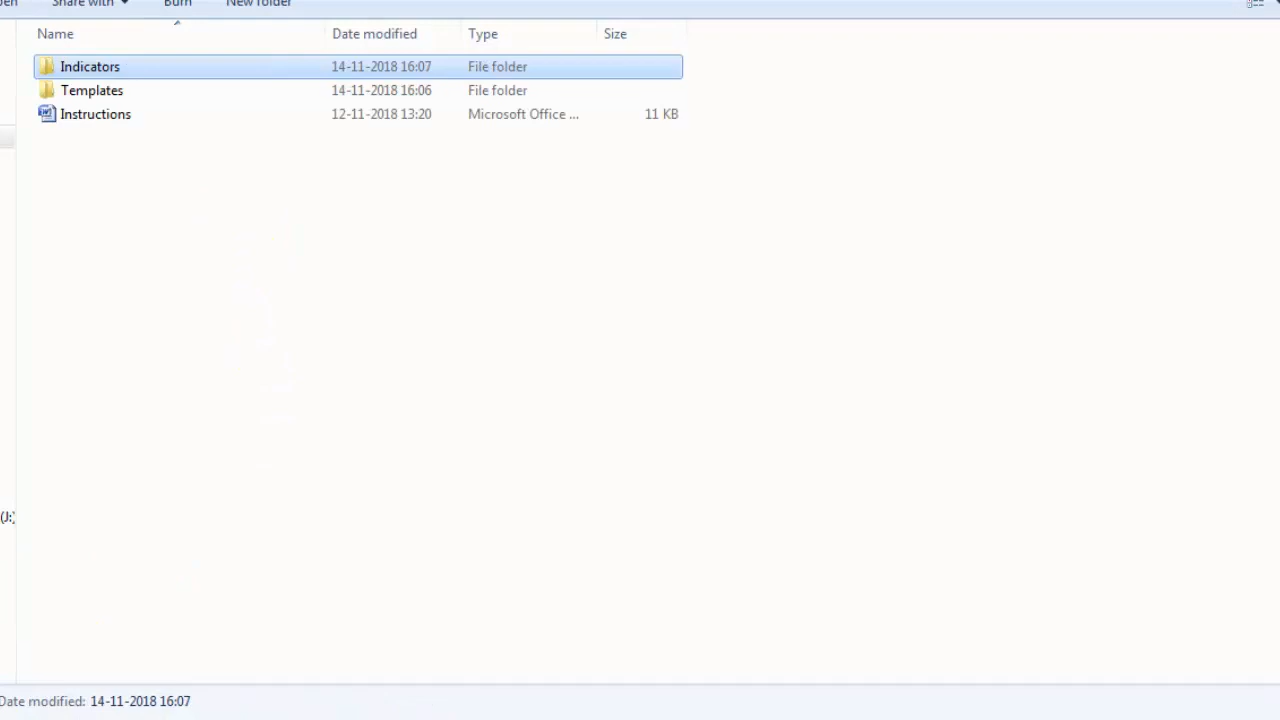 Share with Burn New folder
Name Date modified Type Size
Indicators 14-11-2018 16:07 File folder
Templates 14-11-2018 16:06 File folder
Instructions 12-11-2018 13:20 Microsoft Office ... 11 KB
(J:)
Date modified: 14-11-2018 16:07